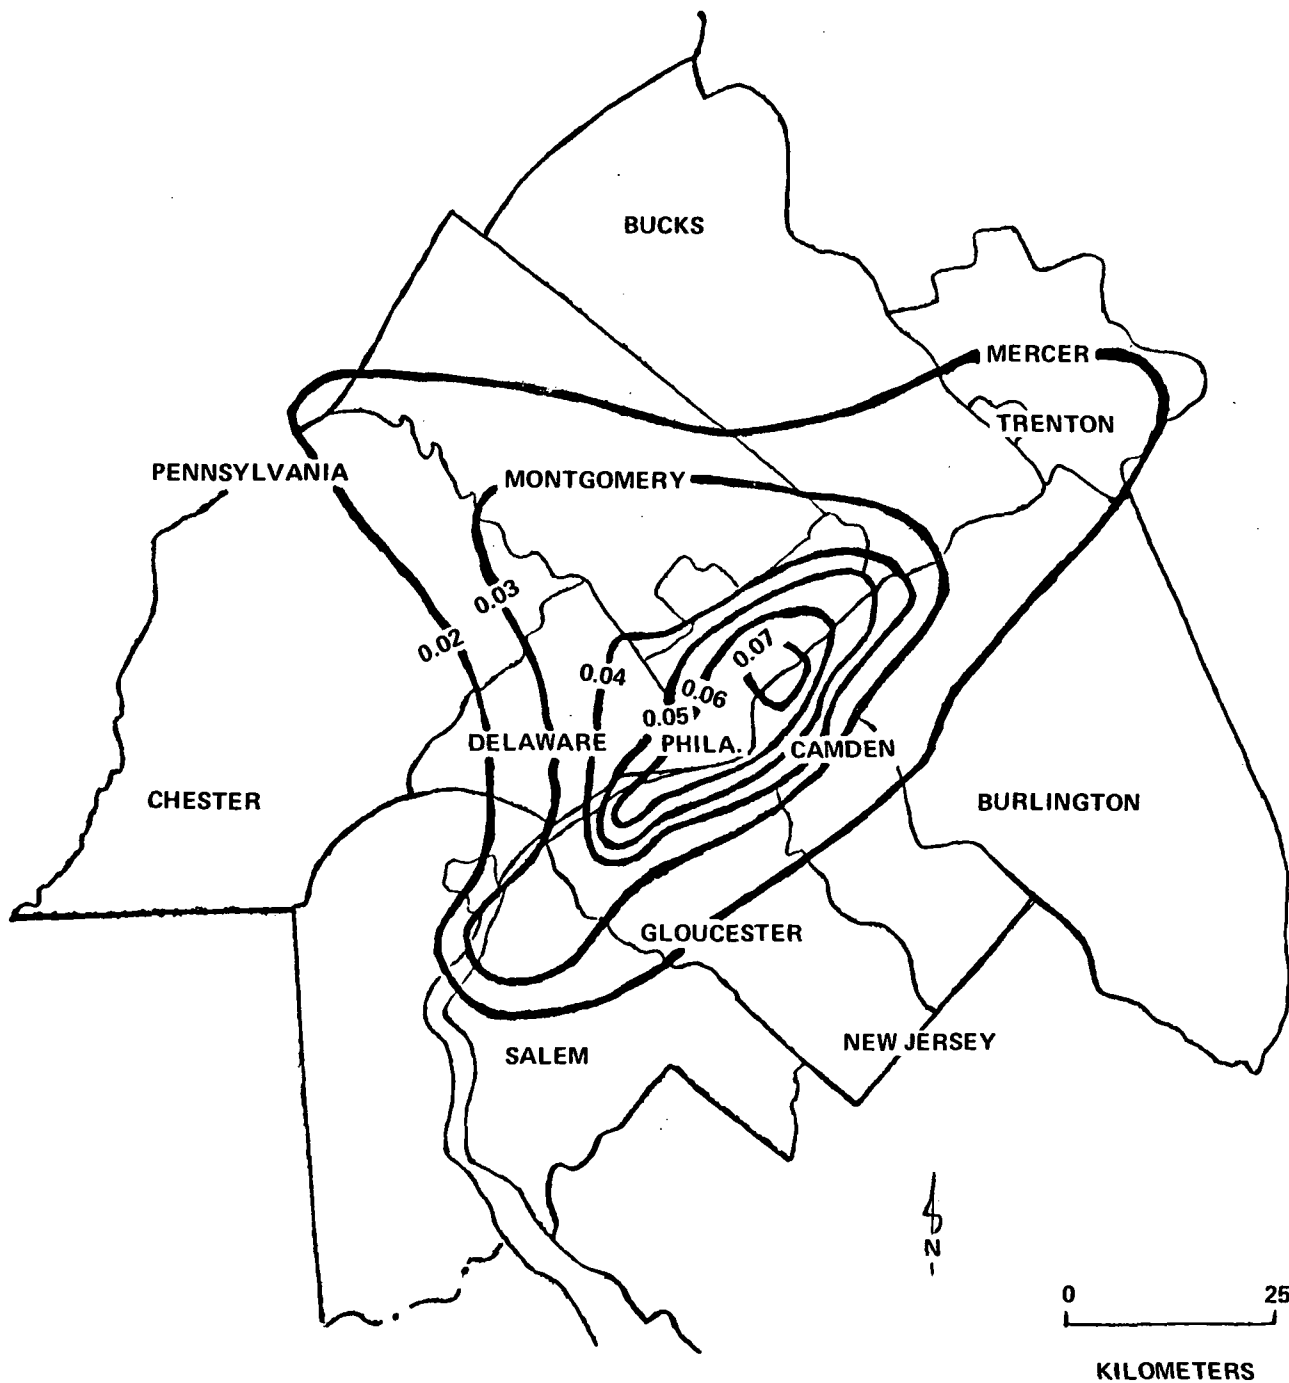 BUCKS
MERCER
TRENTON
PENNSYLVANIA
MONTGOMERY
0.03
0.02
0.07
0.04
0.06
0.05
DELAWARE
PHILA.
CAMDEN
CHESTER
BURLINGTON
GLOUCESTER
NEW JERSEY
SALEM
N
0 25
KILOMETERS